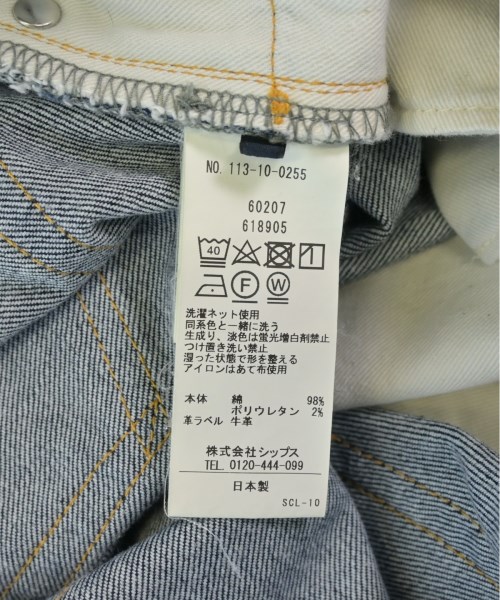 NO. 113-10-0255
60207
618905
40
F W
洗濯ネット使用
同系色と一緒に洗う
生成り、淡色は蛍光増白剤禁止
つけ置き洗い禁止
湿った状態で形を整える
アイロンはあて布使用
本体 綿 98%
ポリウレタン 2%
革ラベル 牛革
株式会社シップス
TEL 0120-444-099
日本製
SCL-10